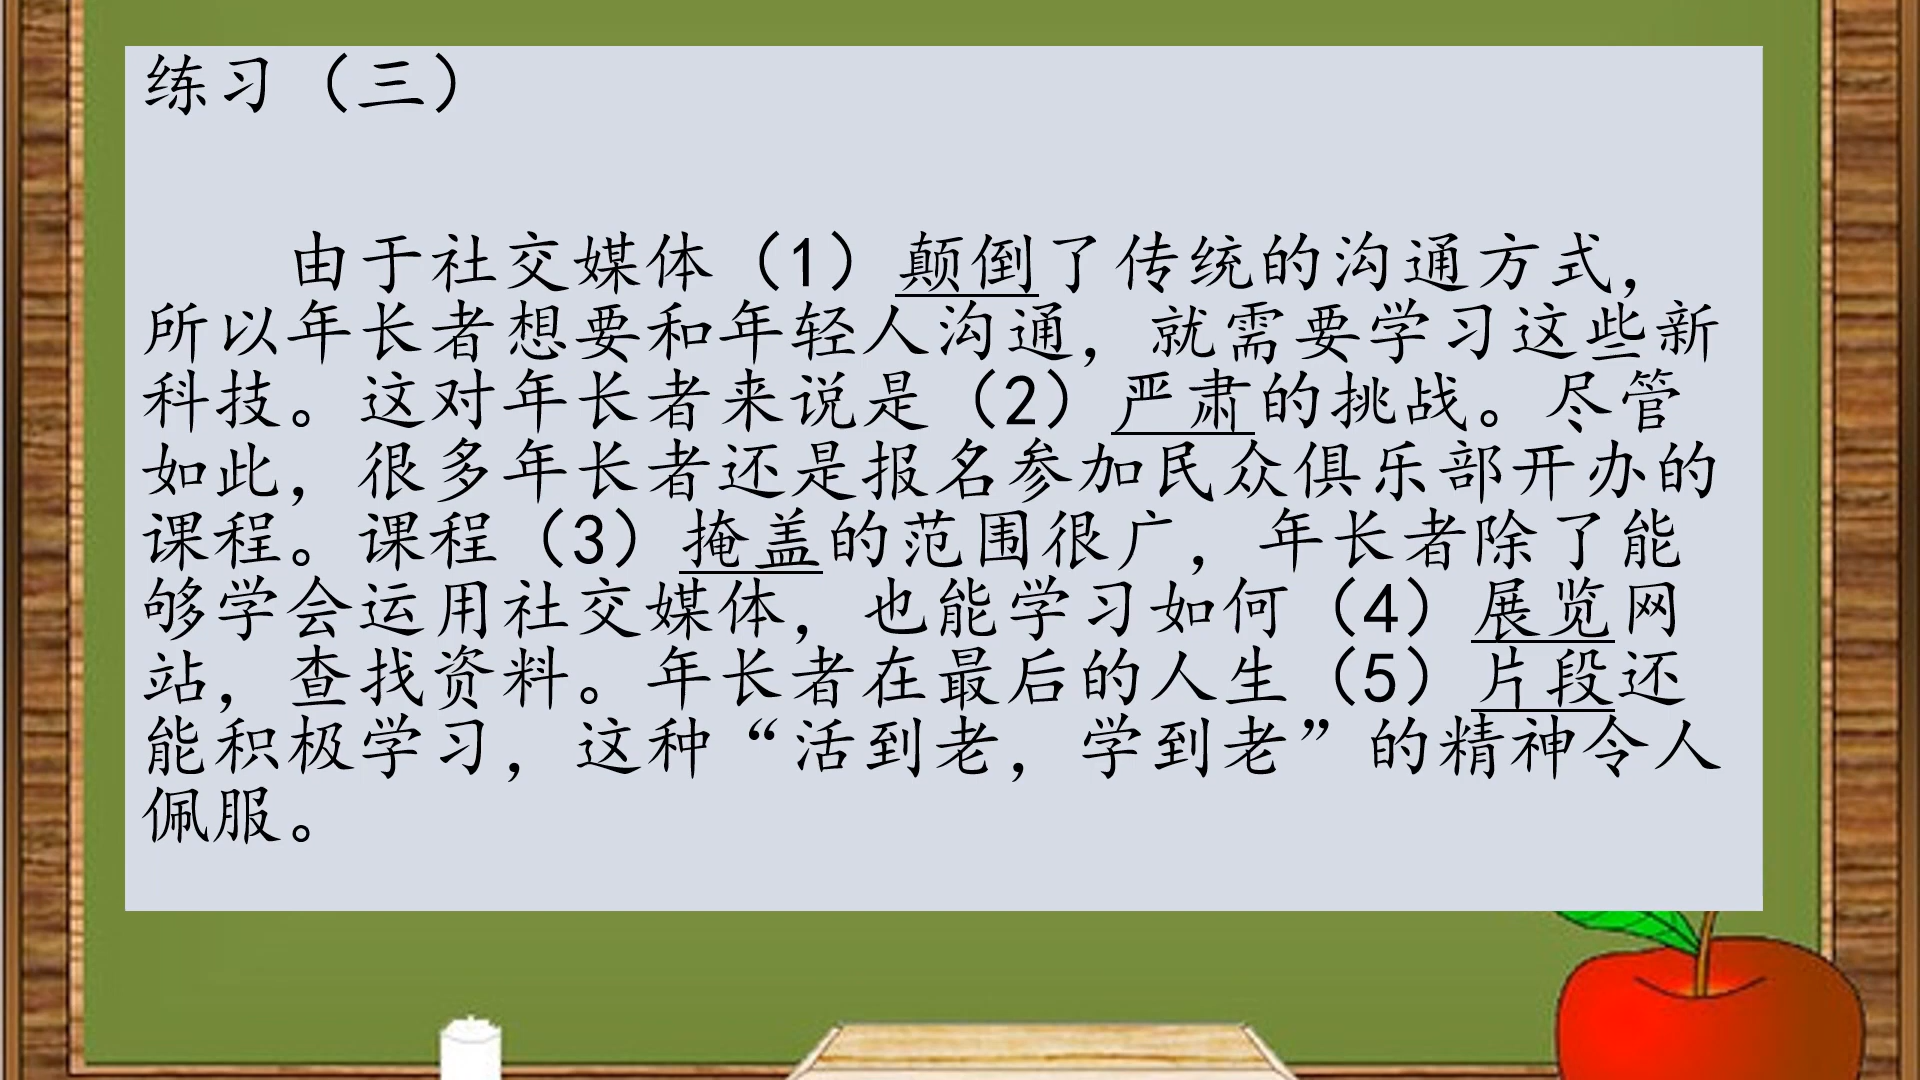 练习（三）
由于社交媒体（1）颠倒了传统的沟通方式，
所以年长者想要和年轻人沟通，就需要学习这些新
科技。这对年长者来说是（2）严肃的挑战。尽管
如此，很多年长者还是报名参加民众俱乐部开办的
课程。课程（3）掩盖的范围很广，年长者除了能
够学会运用社交媒体，也能学习如何（4）展览网
站，查找资料。年长者在最后的人生（5）片段还
能积极学习，这种“活到老，学到老”的精神令人
佩服。